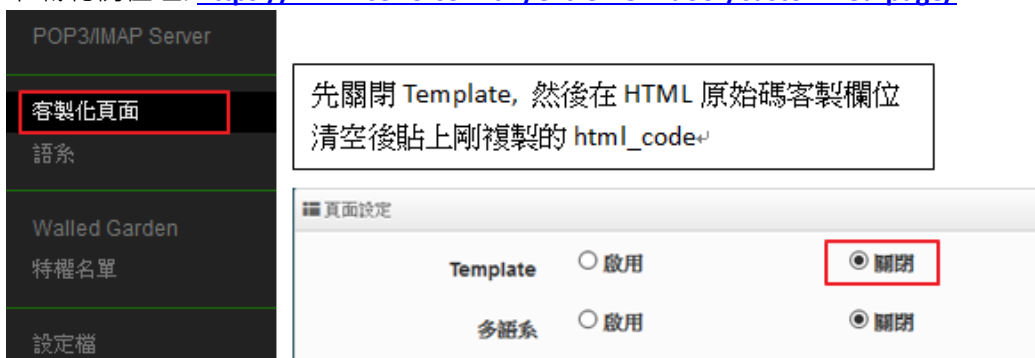 POP3/IMAP Server
客製化頁面
語系
Walled Garden
特權名單
設定檔
先關閉 Template, 然後在 HTML 原始碼客製欄位
清空後貼上剛複製的 html_code↵
頁面設定
Template 啟用 關閉
多語系 啟用 關閉